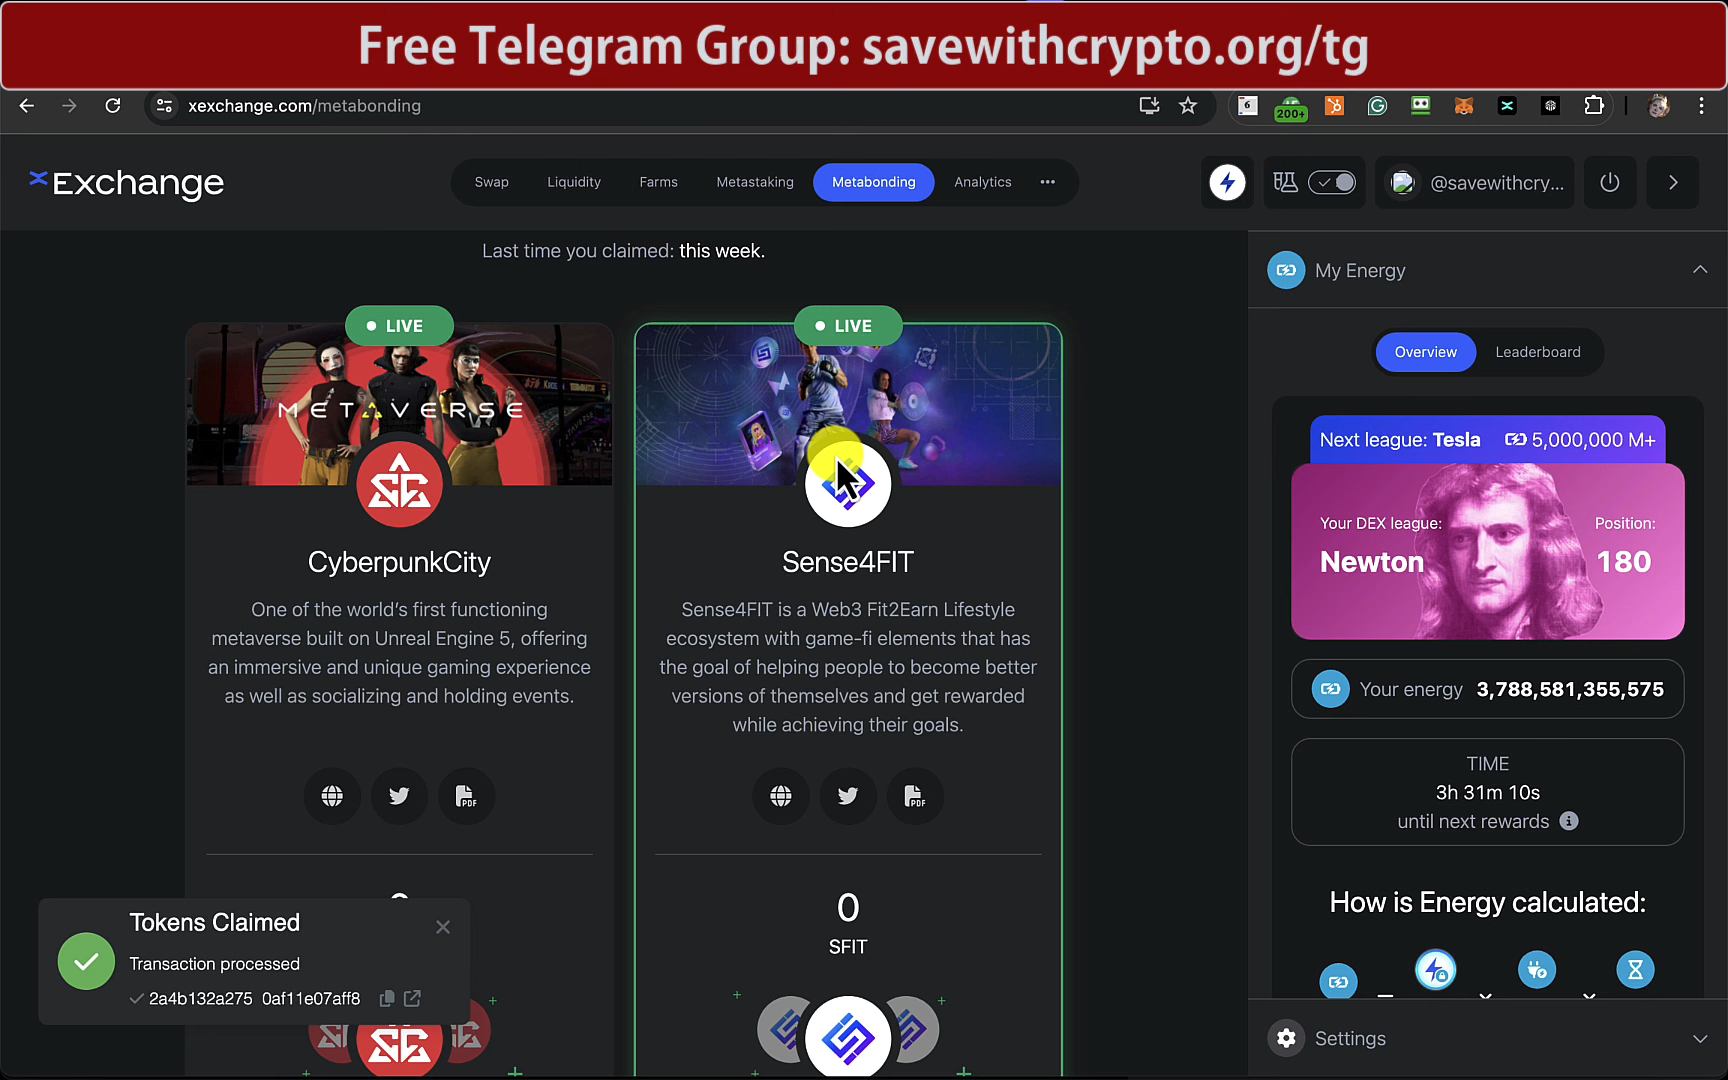 Free Telegram Group: savewithcrypto.org/tg
xexchange.com/metabonding
6
200+
Exchange
Swap
Liquidity
Farms
Metastaking
Metabonding
Analytics
@savewithcry...
Last time you claimed: this week.
LIVE
METAVERSE
CyberpunkCity
One of the world's first functioning
metaverse built on Unreal Engine 5, offering
an immersive and unique gaming experience
as well as socializing and holding events.
PDF
LIVE
Sense4FIT
Sense4FIT is a Web3 Fit2Earn Lifestyle
ecosystem with game-fi elements that has
the goal of helping people to become better
versions of themselves and get rewarded
while achieving their goals.
PDF
0
SFIT
Tokens Claimed
Transaction processed
2a4b132a275 0af11e07aff8
My Energy
Overview
Leaderboard
Next league: Tesla
5,000,000 M+
Your DEX league:
Newton
Position:
180
Your energy 3,788,581,355,575
TIME
3h 31m 10s
until next rewards
How is Energy calculated:
Settings